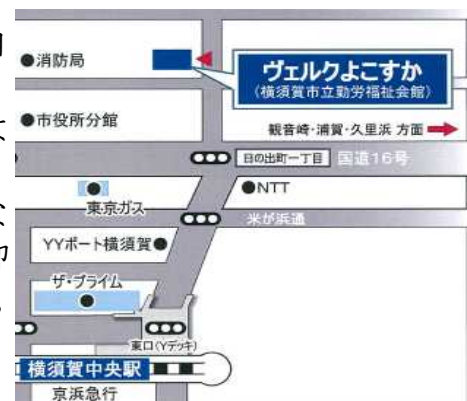 ●消防局
ヴェルクよこすか
(横須賀市立勤労福祉会館)
●市役所分館
観音崎・浦賀・久里浜 方面
日の出町一丁目 国道16号
●NTT
東京ガス
米が浜通
YYポート横須賀●
ザ・プライム
東口(Yデッキ)
横須賀中央駅
京浜急行